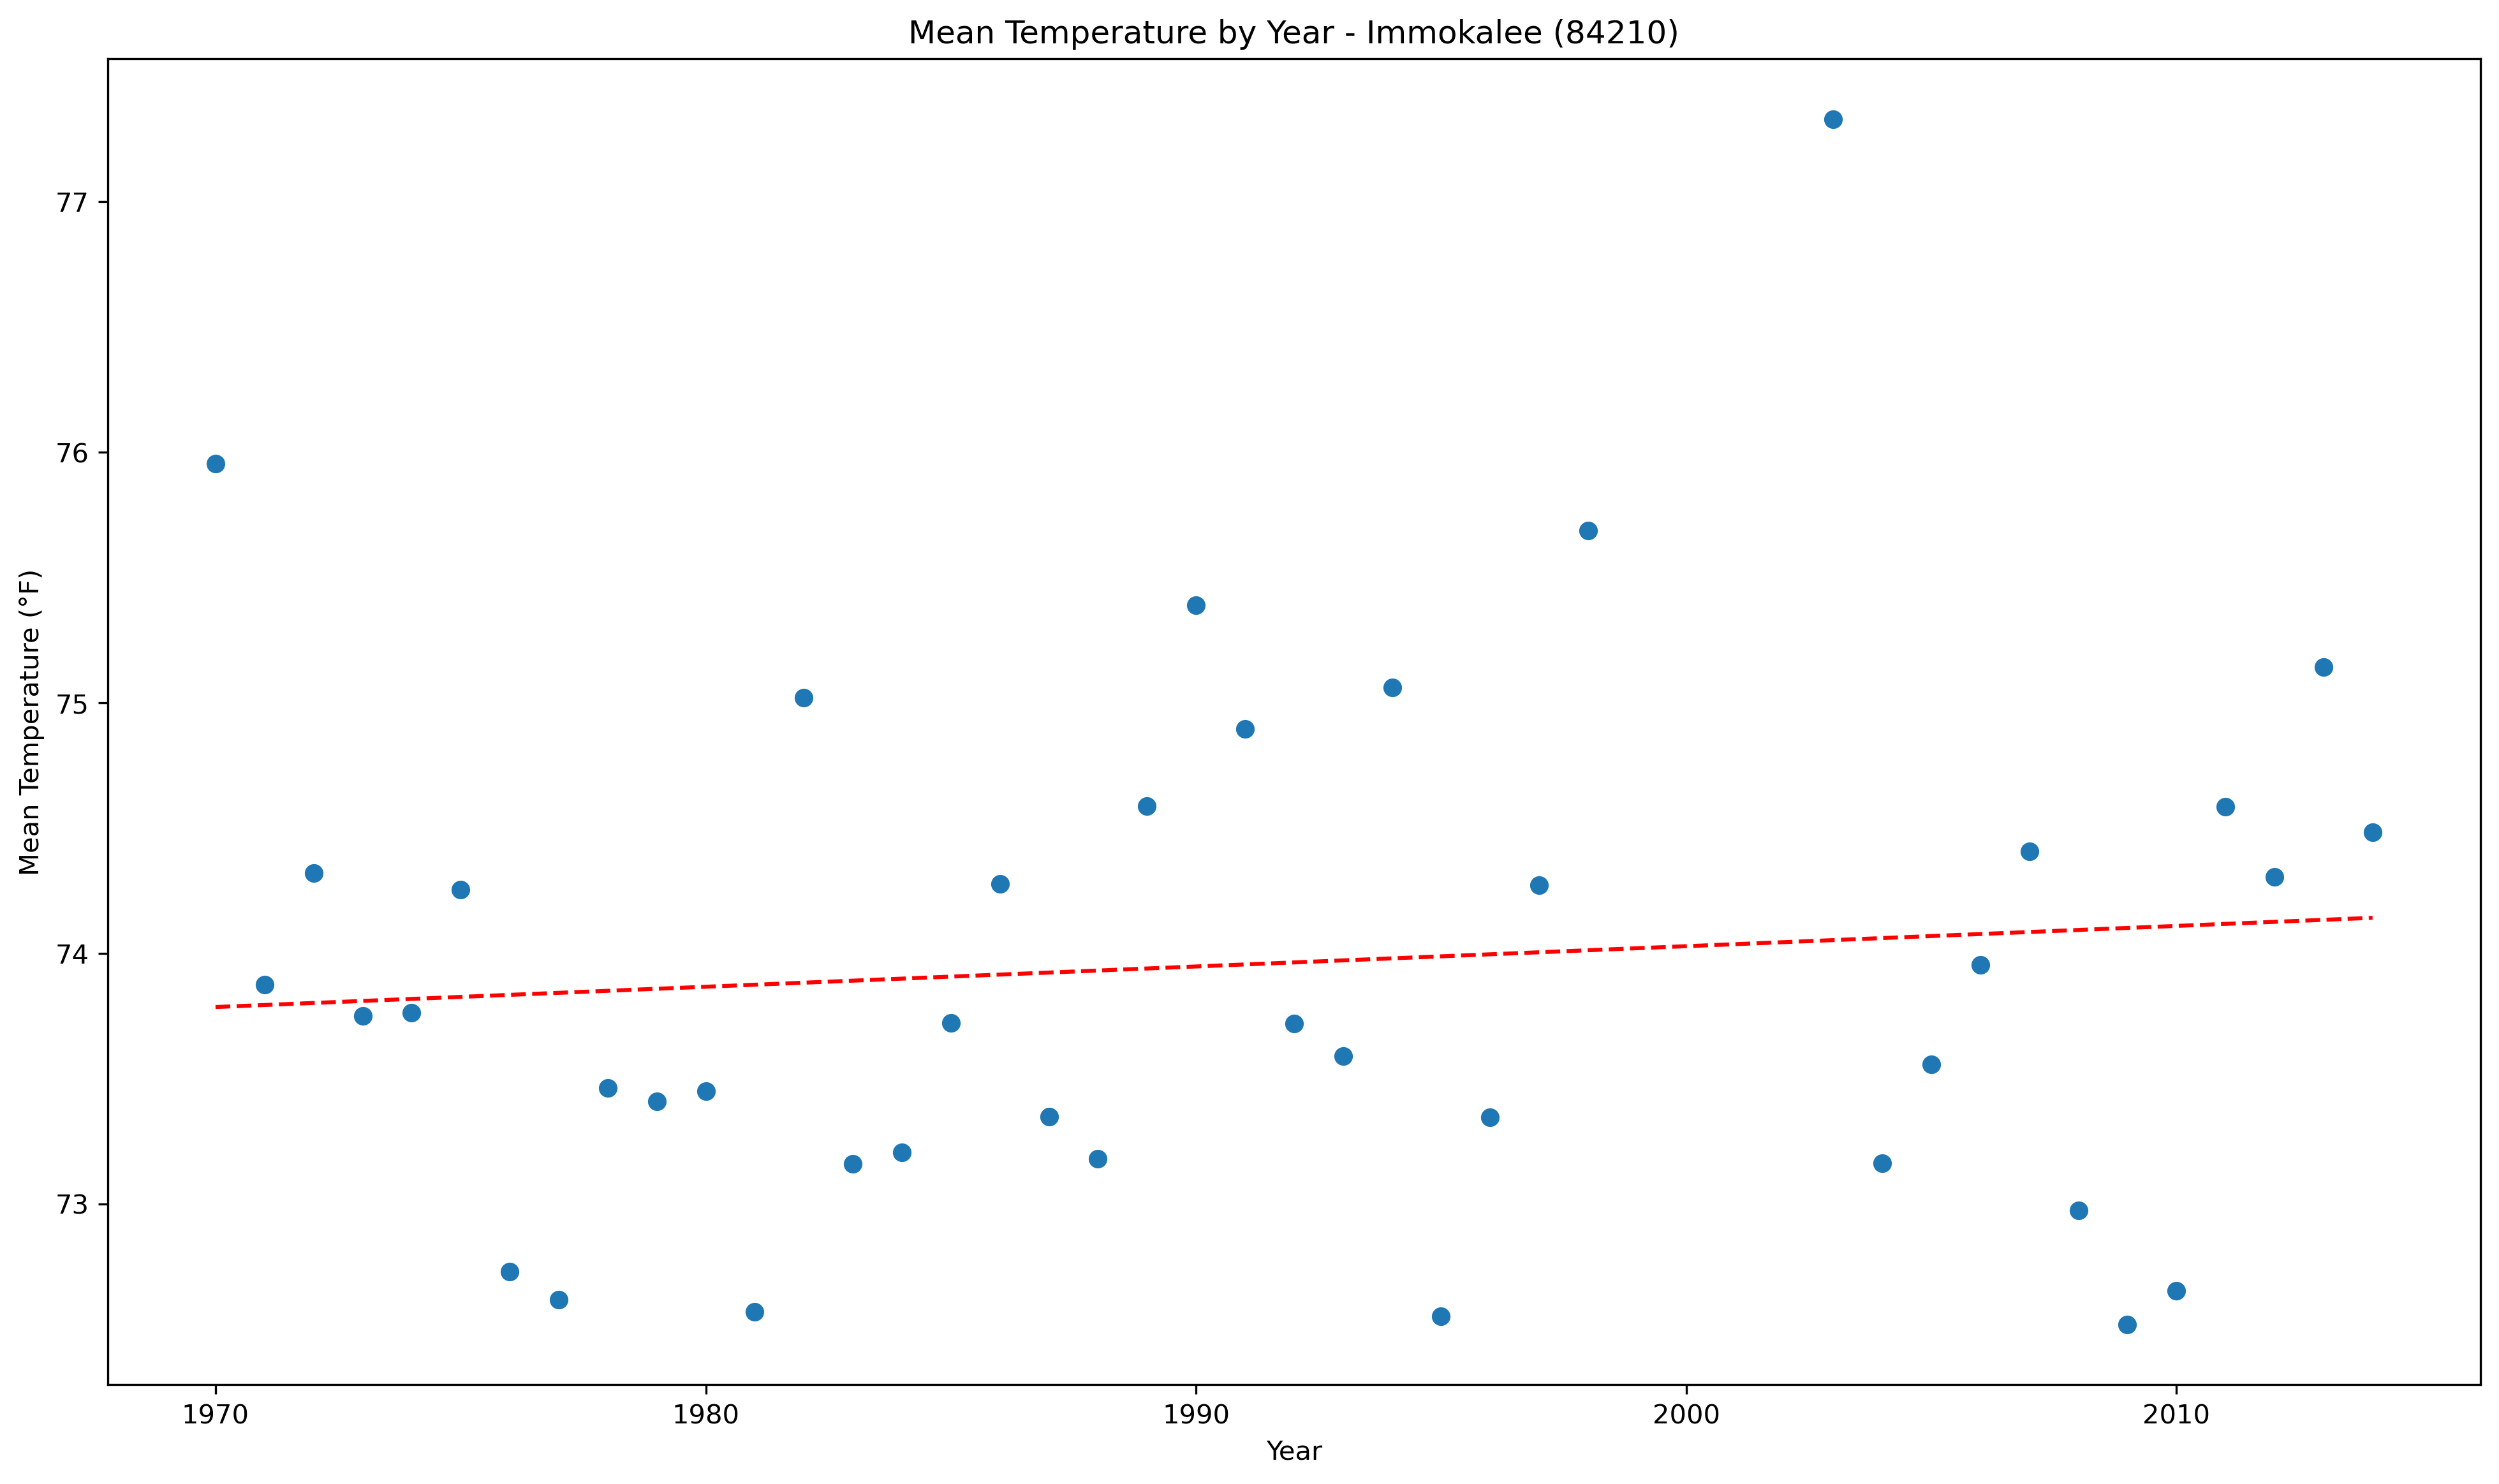 Mean Temperature by Year - Immokalee (84210)
Mean Temperature (°F)
77
76
75
74
73
1970 1980 1990 2000 2010
Year